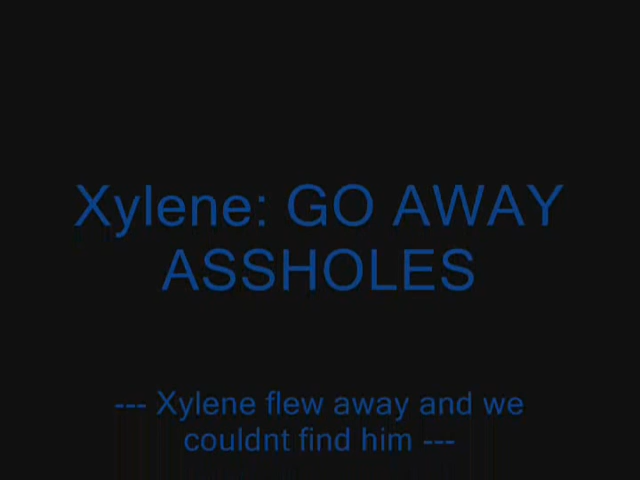 Xylene: GO AWAY
ASSHOLES
--- Xylene flew away and we
couldnt find him ---